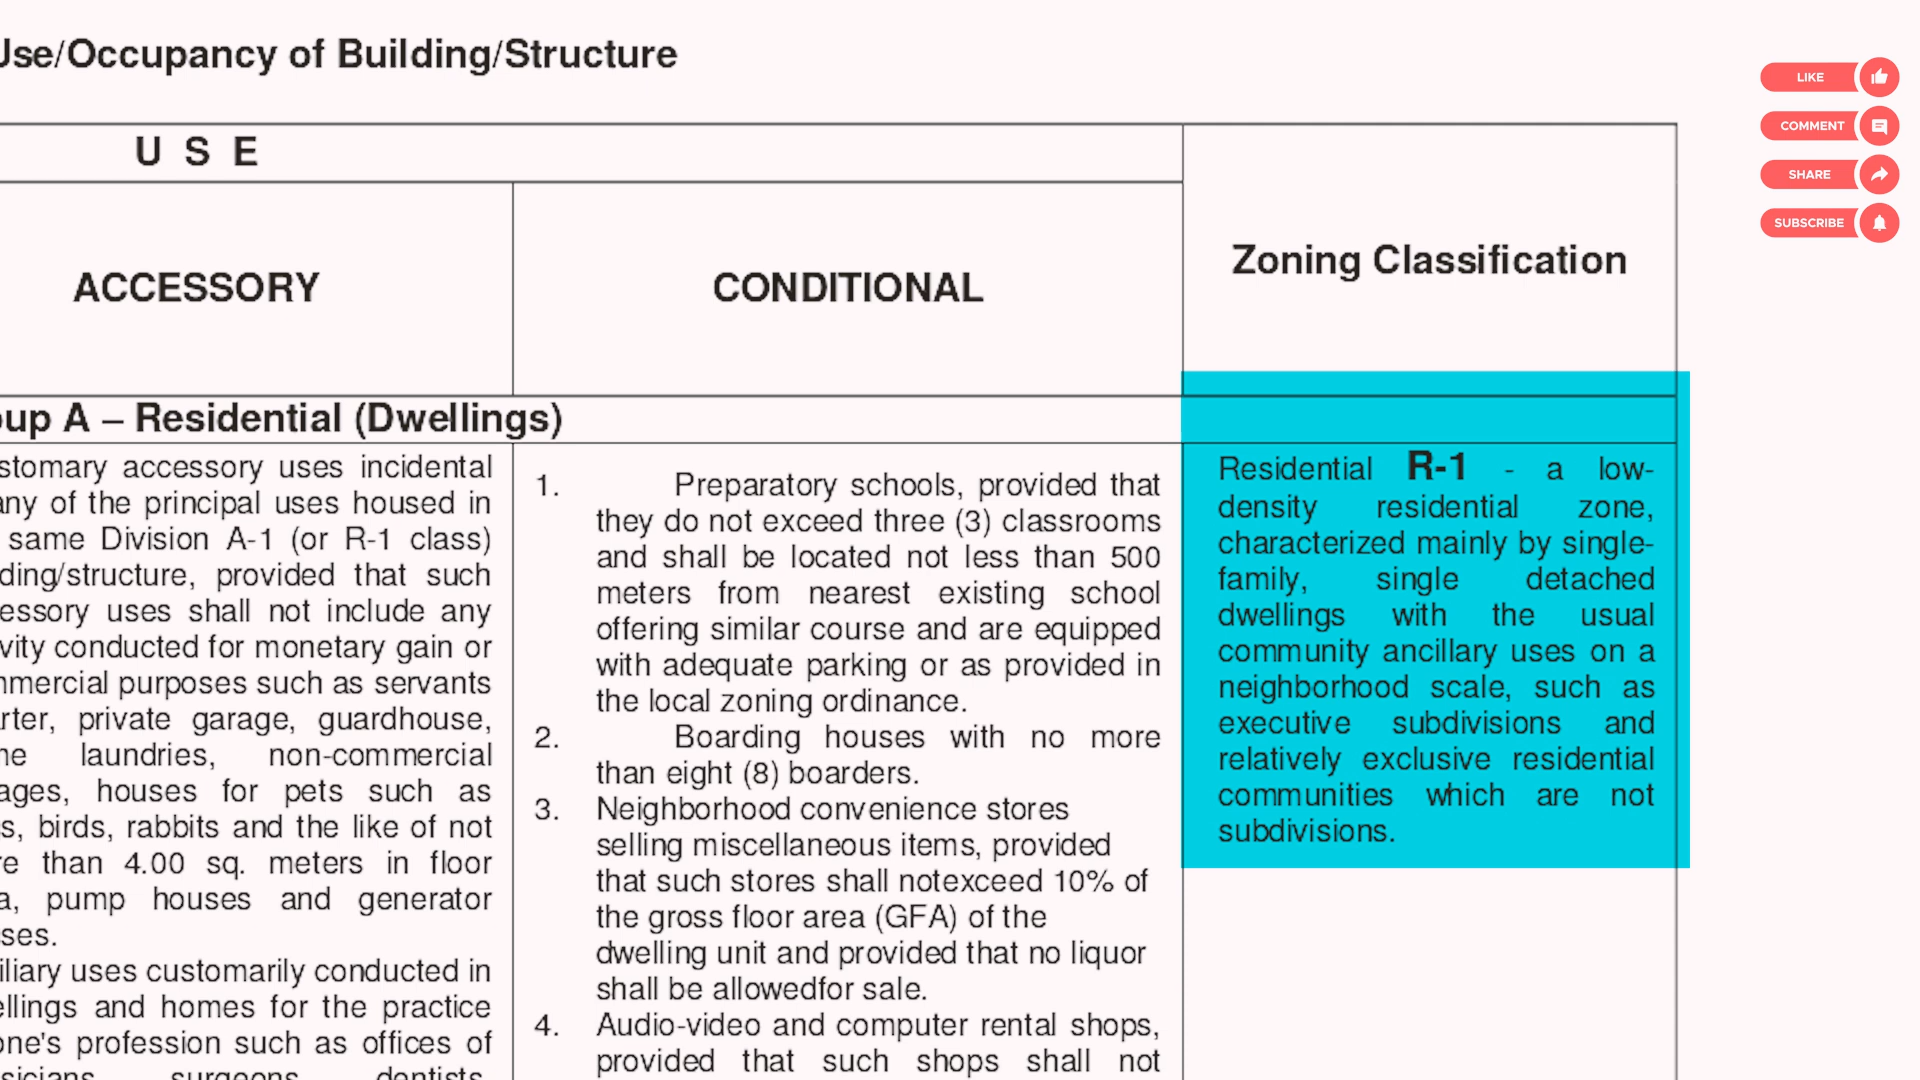 Use/Occupancy of Building/Structure
LIKE
COMMENT
SHARE
SUBSCRIBE
U S E
ACCESSORY
CONDITIONAL
Zoning Classification
oup A – Residential (Dwellings)
stomary accessory uses incidental
any of the principal uses housed in
same Division A-1 (or R-1 class)
ding/structure, provided that such
essory uses shall not include any
vity conducted for monetary gain or
nmercial purposes such as servants
arter, private garage, guardhouse,
ne laundries, non-commercial
ages, houses for pets such as
s, birds, rabbits and the like of not
re than 4.00 sq. meters in floor
a, pump houses and generator
ses.
iliary uses customarily conducted in
ellings and homes for the practice
one's profession such as offices of
sicians, surgeons, dentists,
1. Preparatory schools, provided that
they do not exceed three (3) classrooms
and shall be located not less than 500
meters from nearest existing school
offering similar course and are equipped
with adequate parking or as provided in
the local zoning ordinance.
2. Boarding houses with no more
than eight (8) boarders.
3. Neighborhood convenience stores
selling miscellaneous items, provided
that such stores shall notexceed 10% of
the gross floor area (GFA) of the
dwelling unit and provided that no liquor
shall be allowedfor sale.
4. Audio-video and computer rental shops,
provided that such shops shall not
Residential R-1 - a low-
density residential zone,
characterized mainly by single-
family, single detached
dwellings with the usual
community ancillary uses on a
neighborhood scale, such as
executive subdivisions and
relatively exclusive residential
communities which are not
subdivisions.